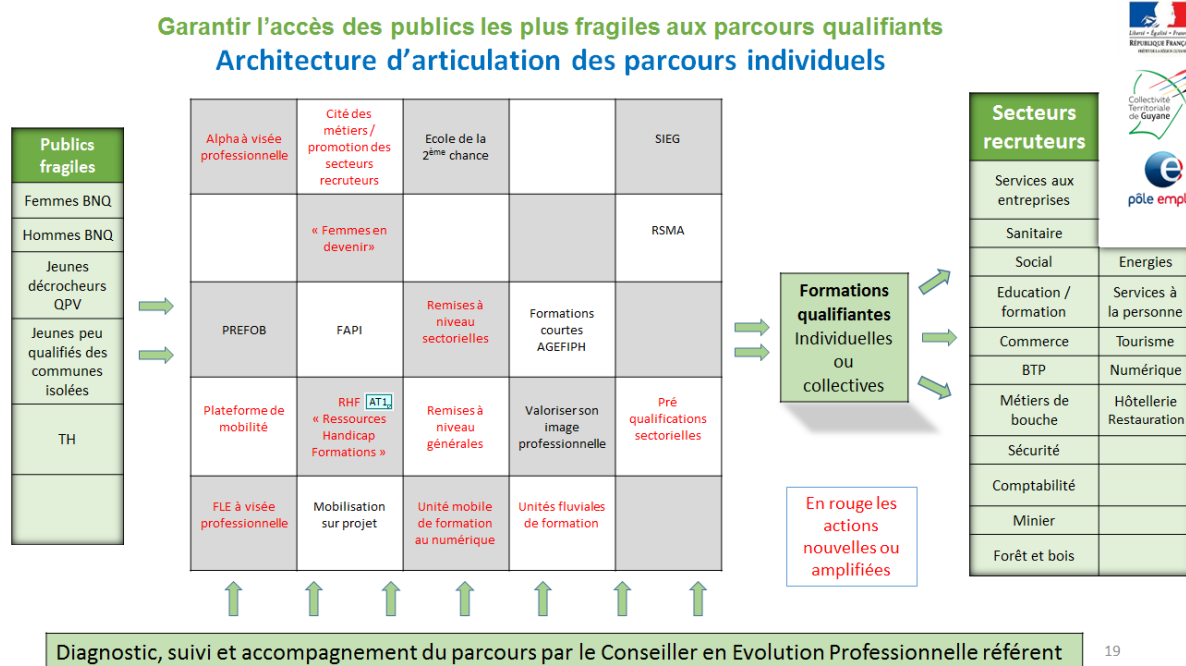 Garantir l’accès des publics les plus fragiles aux parcours qualifiants
Architecture d’articulation des parcours individuels
Liberté • Égalité •
RÉPUBLIQUE
Collectivité
Territoriale
de Guyane
pôle
Publics
fragiles
Femmes BNQ
Hommes BNQ
Jeunes
décrocheurs
QPV
Jeunes peu
qualifiés des
communes
isolées
TH
Alpha à visée
professionnelle
Cité des
métiers /
promotion des
secteurs
recruteurs
Ecole de la
2ème chance
SIEG
« Femmes en
devenir»
RSMA
PREFOB
FAPI
Remises à
niveau
sectorielles
Formations
courtes
AGEFIPH
Plateforme de
mobilité
RHF AT1
« Ressources
Handicap
Formations »
Remises à
niveau
générales
Valoriser son
image
professionnelle
Pré
qualifications
sectorielles
FLE à visée
professionnelle
Mobilisation
sur projet
Unité mobile
de formation
au numérique
Unités fluviales
de formation
Formations
qualifiantes
Individuelles
ou
collectives
En rouge les
actions
nouvelles ou
amplifiées
Secteurs
recruteurs
Services aux
entreprises
Sanitaire
Social
Energies
Education /
formation
Services à
la personne
Commerce
Tourisme
BTP
Numérique
Métiers de
bouche
Hôtellerie
Restauration
Sécurité
Comptabilité
Minier
Forêt et bois
Diagnostic, suivi et accompagnement du parcours par le Conseiller en Evolution Professionnelle référent
19